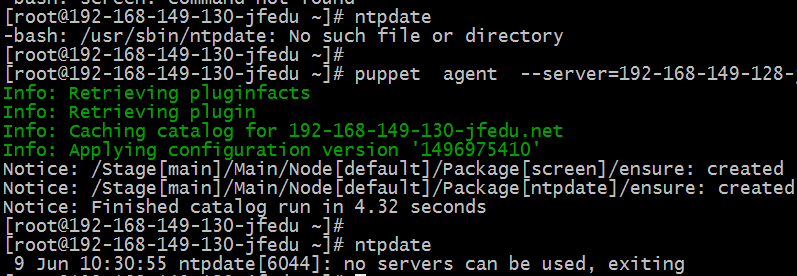 -bash: screen: command not found
[root@192-168-149-130-jfedu ~]# ntpdate
-bash: /usr/sbin/ntpdate: No such file or directory
[root@192-168-149-130-jfedu ~]#
[root@192-168-149-130-jfedu ~]# puppet  agent  --server=192-168-149-128-
Info: Retrieving pluginfacts
Info: Retrieving plugin
Info: Caching catalog for 192-168-149-130-jfedu.net
Info: Applying configuration version '1496975410'
Notice: /Stage[main]/Main/Node[default]/Package[screen]/ensure: created
Notice: /Stage[main]/Main/Node[default]/Package[ntpdate]/ensure: created
Notice: Finished catalog run in 4.32 seconds
[root@192-168-149-130-jfedu ~]#
[root@192-168-149-130-jfedu ~]# ntpdate
 9 Jun 10:30:55 ntpdate[6044]: no servers can be used, exiting
[root@192-168-149-130-jfedu ~]#